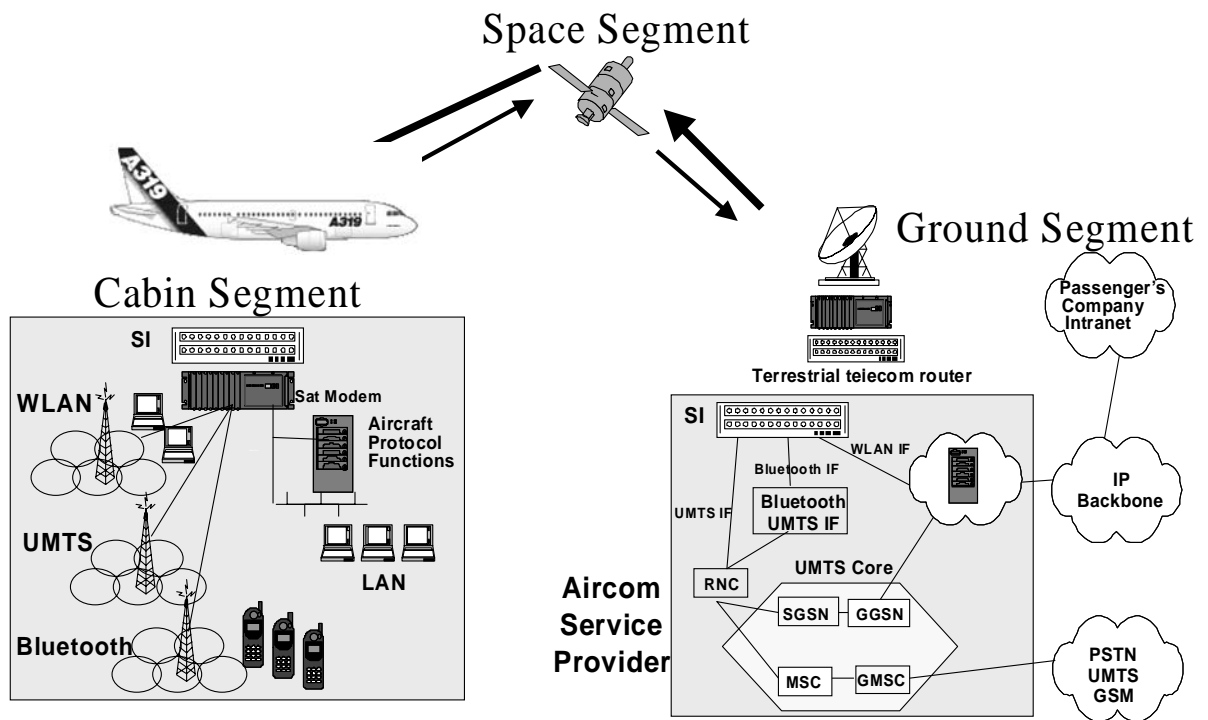 Space Segment
A319
A319
Ground Segment
Cabin Segment
Passenger's
Company
Intranet
SI
Sat Modem
WLAN
Aircraft
Protocol
Functions
UMTS
LAN
Bluetooth
Terrestrial telecom router
SI
WLAN IF
Bluetooth IF
UMTS IF
Bluetooth
UMTS IF
IP
Backbone
UMTS Core
RNC
SGSN
GGSN
Aircom
Service
Provider
MSC
GMSC
PSTN
UMTS
GSM